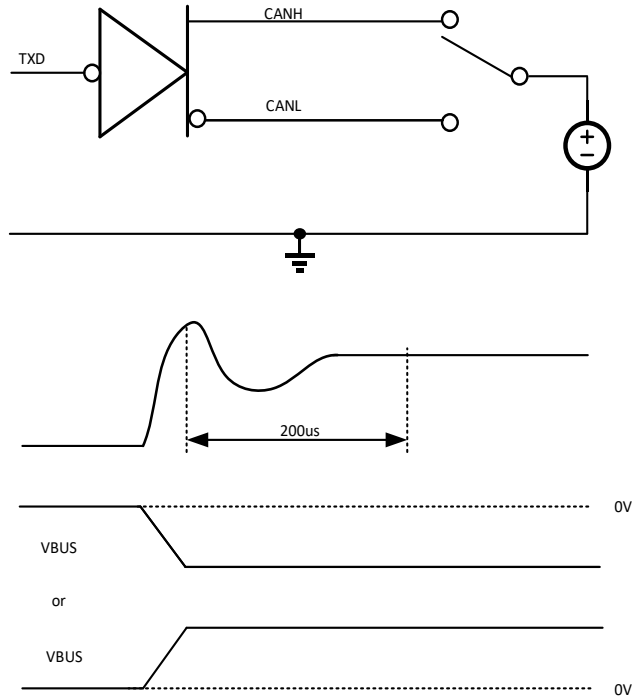 CANH
TXD
CANL
+
−
200us
0V
VBUS
or
VBUS
0V